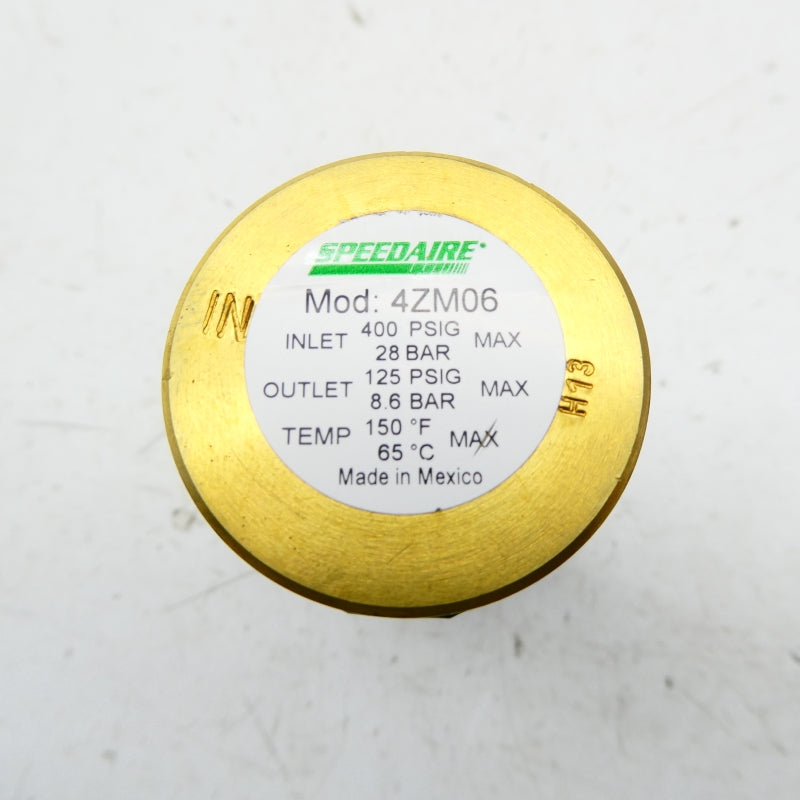 SPEEDAIRE®
Mod: 4ZM06
INLET 400 PSIG 28 BAR MAX
OUTLET 125 PSIG 8.6 BAR MAX
TEMP 150 °F 65 °C MAX
Made in Mexico
IN
H13